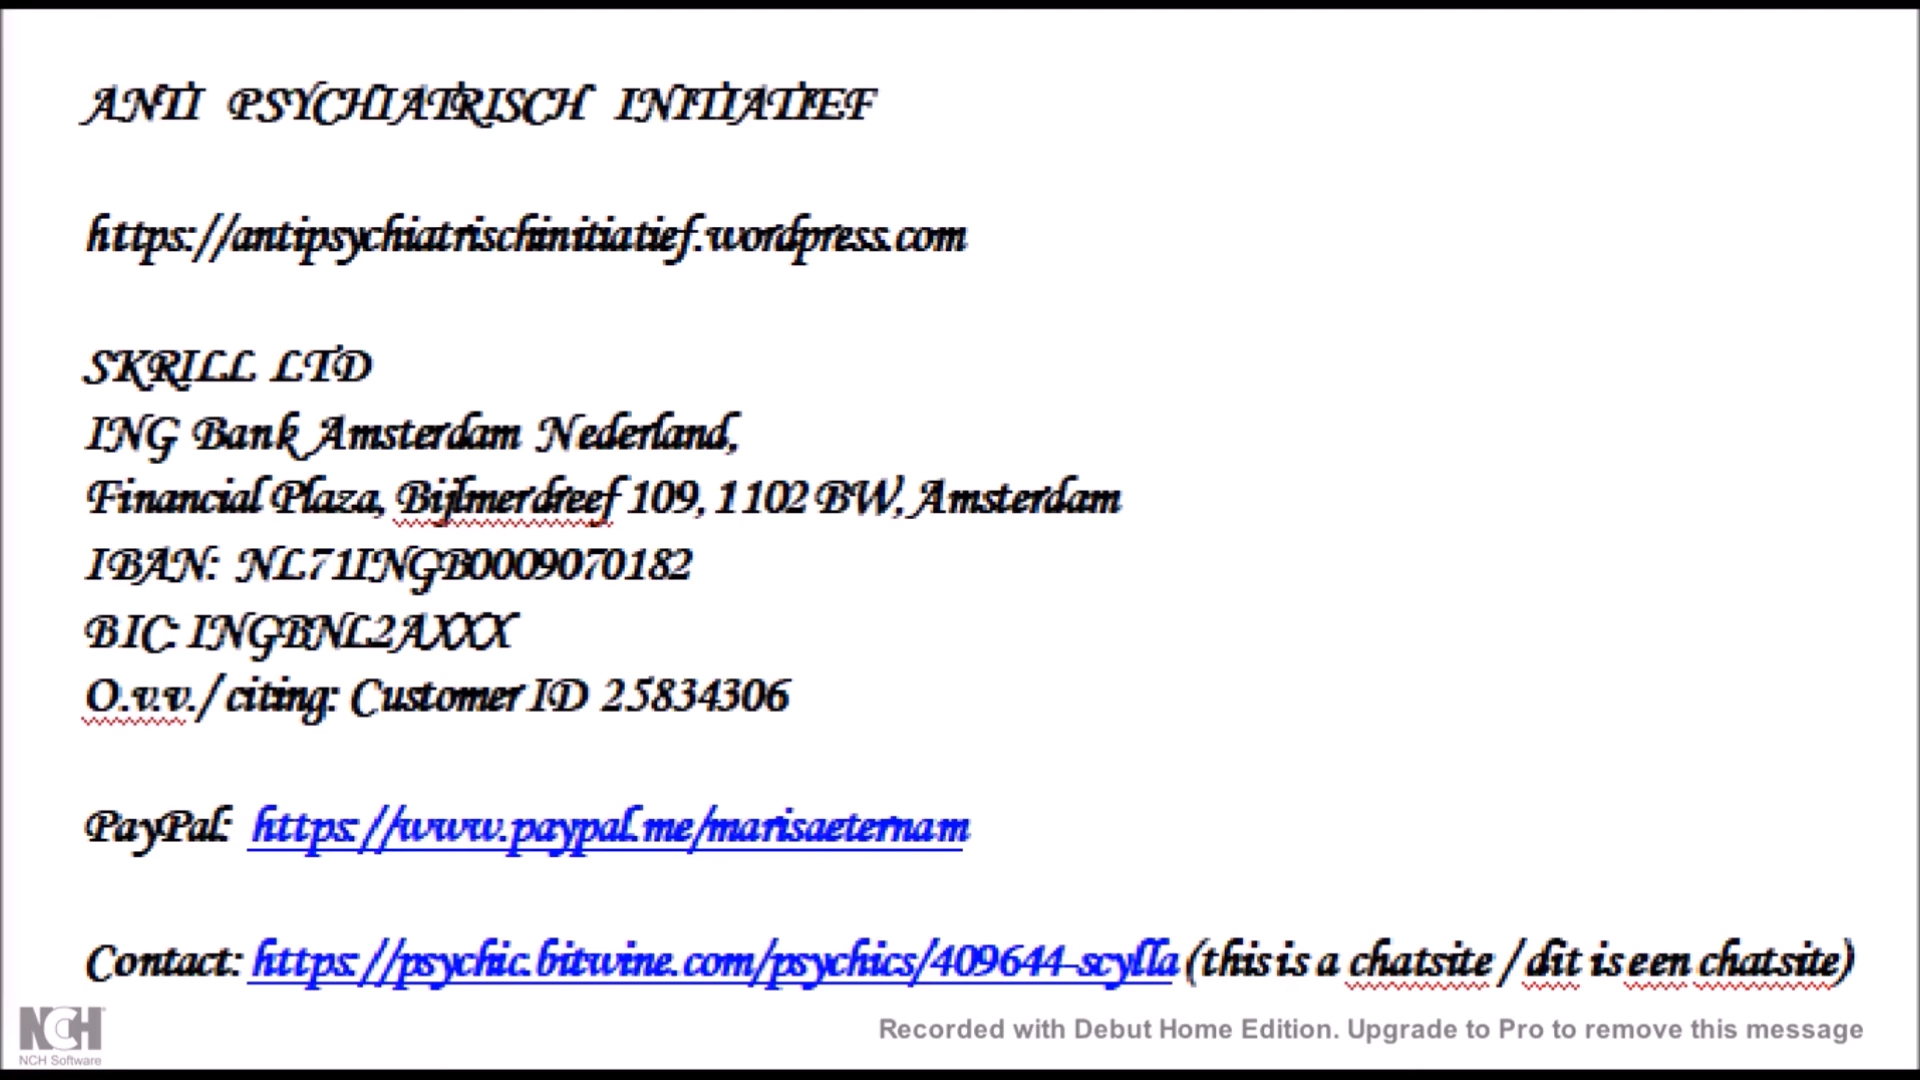 ANTI PSYCHIATRISCH INITIATIEF
https://antipsychiatrischinitiatief.wordpress.com
SKRILL LTD
ING Bank Amsterdam Nederland,
Financial Plaza, Bijlmerdreef 109, 1102 BW, Amsterdam
IBAN: NL71INGB0009070182
BIC: INGBNL2AXXX
O.v.v./ citing: Customer ID 25834306
PayPal: https://www.paypal.me/marisaeternam
Contact: https://psychic.bitwine.com/psychics/409644-scylla (this is a chatsite / dit is een chatsite)
NCH
NCH Software
Recorded with Debut Home Edition. Upgrade to Pro to remove this message